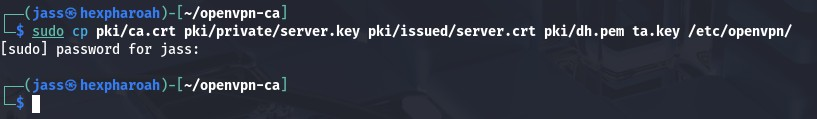 ┌──(jass㉿hexpharoah)-[~/openvpn-ca]
└─$ sudo cp pki/ca.crt pki/private/server.key pki/issued/server.crt pki/dh.pem ta.key /etc/openvpn/
[sudo] password for jass:
┌──(jass㉿hexpharoah)-[~/openvpn-ca]
└─$